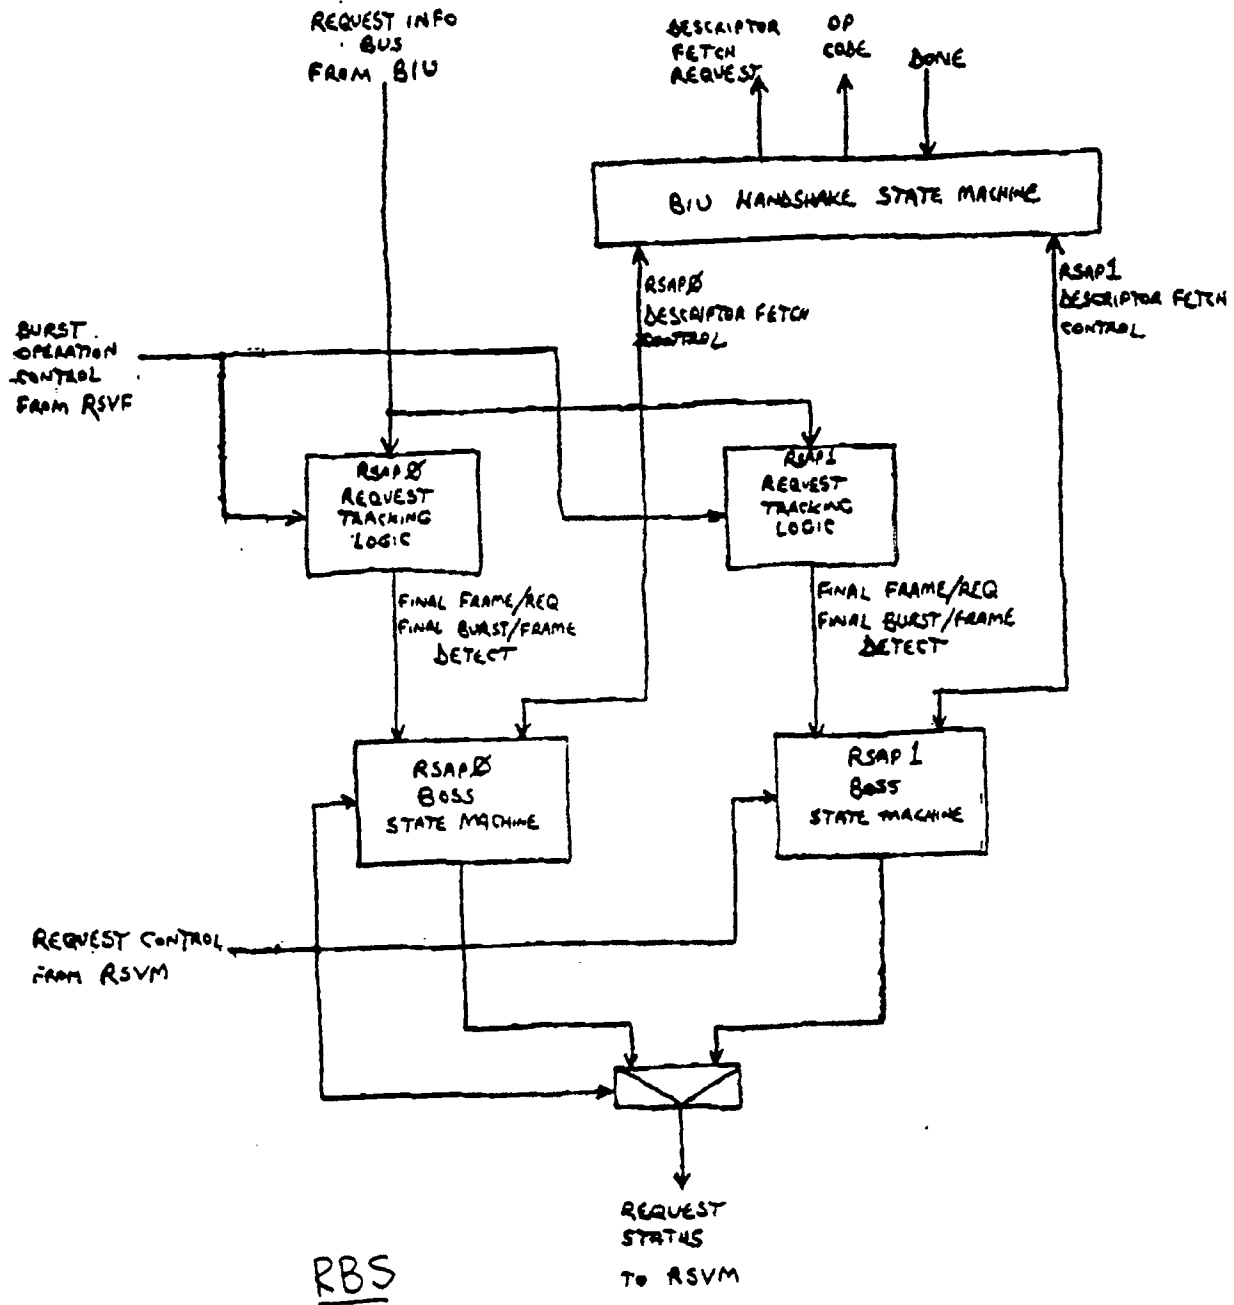 REQUEST INFO
BUS
FROM BIU
DESCRIPTOR
FETCH
REQUEST
OP
CODE
DONE
BIU HANDSHAKE STATE MACHINE
RSAPØ
DESCRIPTOR FETCH
CONTROL
RSAP1
DESCRIPTOR FETCH
CONTROL
BURST
OPERATION
CONTROL
FROM RSVF
RSAPØ
REQUEST
TRACKING
LOGIC
RSAP1
REQUEST
TRACKING
LOGIC
FINAL FRAME/REQ
FINAL BURST/FRAME
DETECT
FINAL FRAME/REQ
FINAL BURST/FRAME
DETECT
RSAPØ
BOSS
STATE MACHINE
RSAP1
BOSS
STATE MACHINE
REQUEST CONTROL
FROM RSVM
REQUEST
STATUS
TO RSVM
RBS